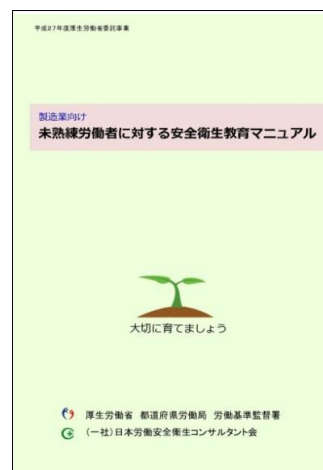 平成27年度厚生労働省委託事業
製造業向け
未熟練労働者に対する安全衛生教育マニュアル
大切に育てましょう
厚生労働省 都道府県労働局 労働基準監督署
(一社)日本労働安全衛生コンサルタント会